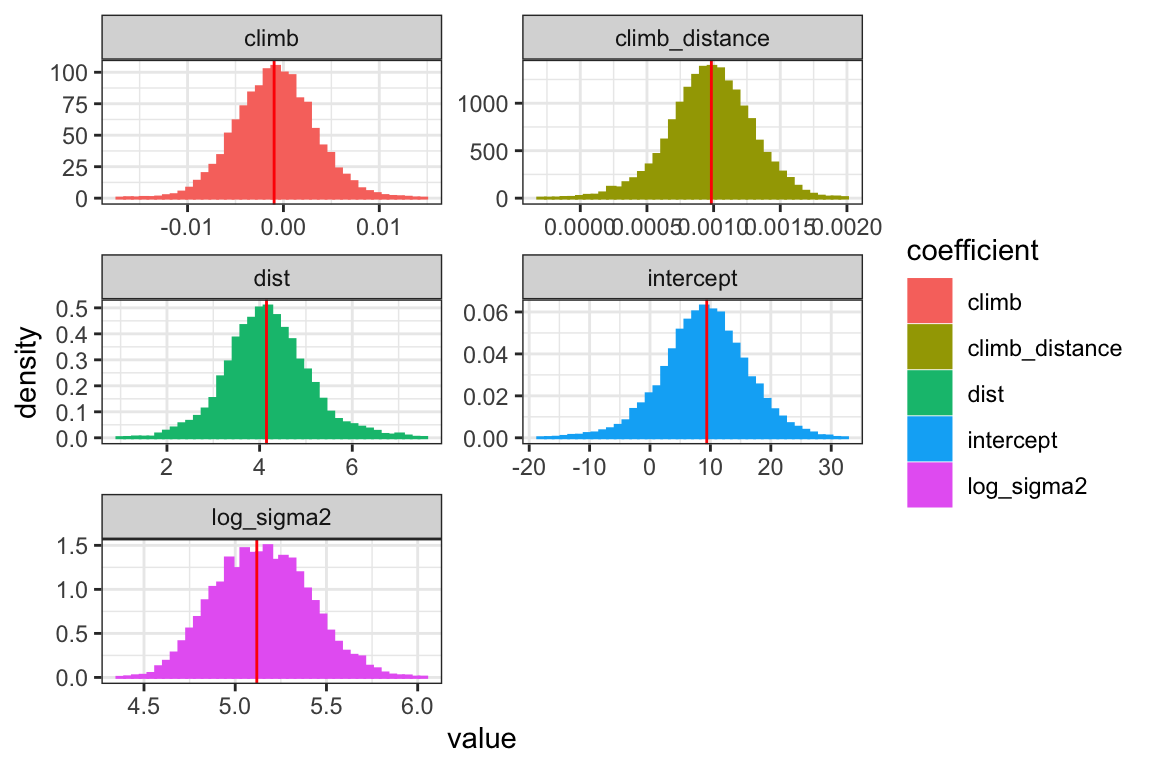 climb
climb_distance
100
75
50
25
0
-0.01 0.00 0.01
1000
500
0
0.0000 0.0005 0.0010 0.0015 0.0020
dist
intercept
0.5
0.4
0.3
0.2
0.1
0.0
2 4 6
0.06
0.04
0.02
0.00
-20 -10 0 10 20 30
log_sigma2
1.5
1.0
0.5
0.0
4.5 5.0 5.5 6.0
density
value
coefficient
climb
climb_distance
dist
intercept
log_sigma2